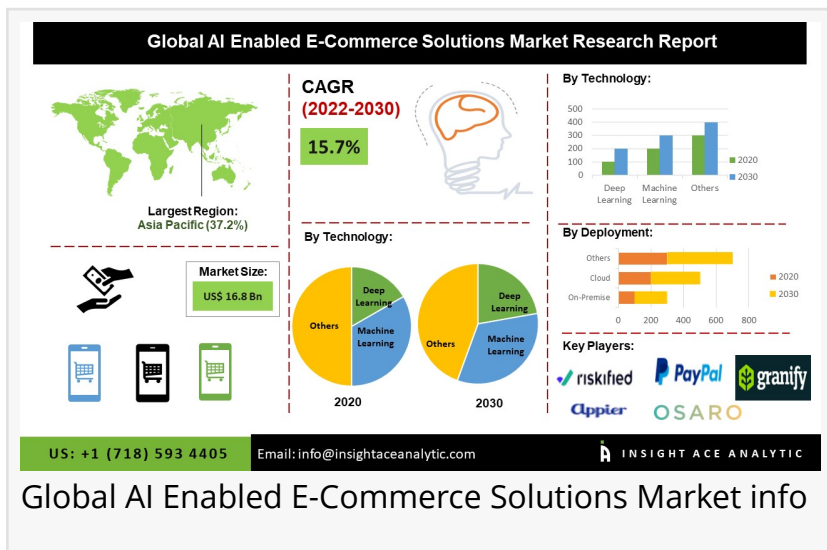 Global AI Enabled E-Commerce Solutions Market Research Report
Largest Region:
Asia Pacific (37.2%)
Market Size:
US$ 16.8 Bn
CAGR
(2022-2030)
15.7%
By Technology:
Deep
Learning
Machine
Learning
Others
2020
Deep
Learning
Machine
Learning
Others
2030
By Technology:
500
400
300
200
100
0
Deep
Learning
Machine
Learning
Others
2020
2030
By Deployment:
Others
Cloud
On-Premise
0 200 400 600 800
2020
2030
Key Players:
riskified
PayPal
granify
appier
OSARO
US: +1 (718) 593 4405
Email: info@insightaceanalytic.com
INSIGHT ACE ANALYTIC
Global AI Enabled E-Commerce Solutions Market info